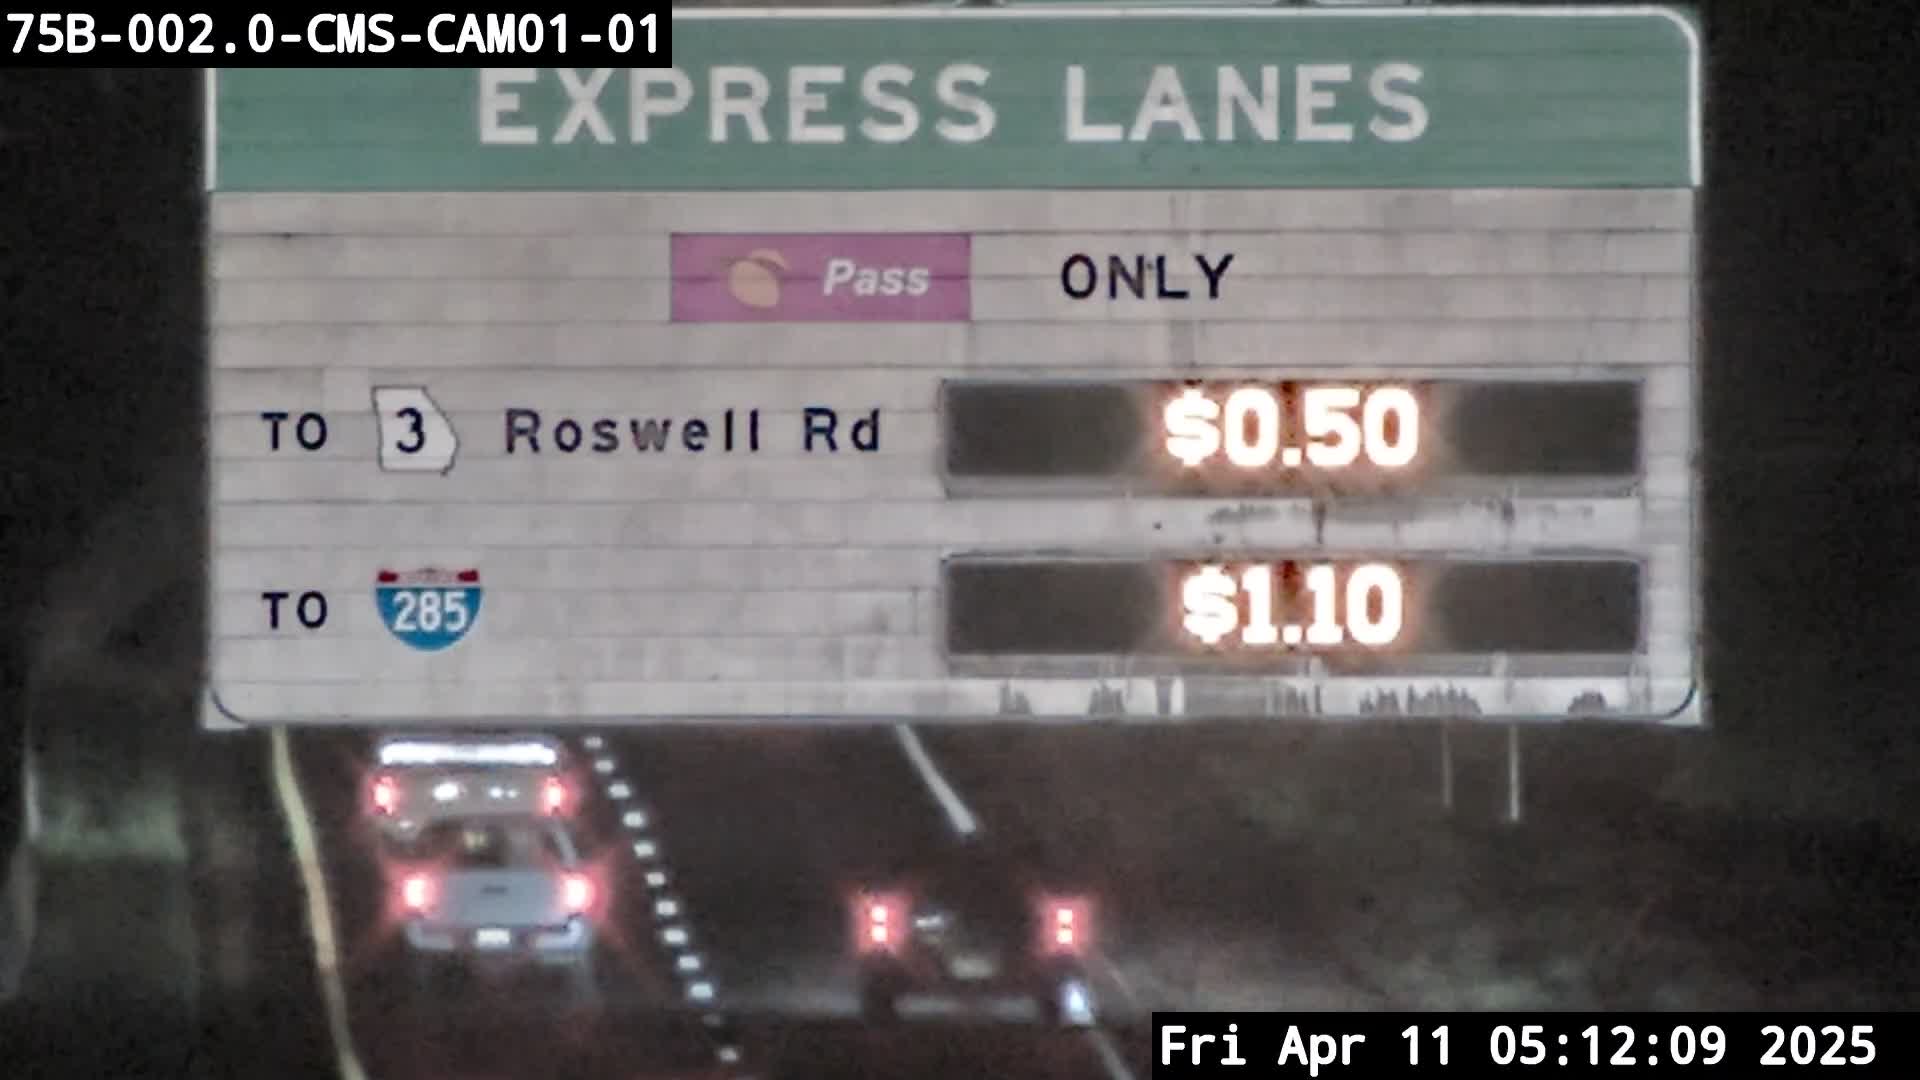 75B-002.0-CMS-CAM01-01
EXPRESS LANES
Pass ONLY
TO 3 Roswell Rd $0.50
TO 285 $1.10
Fri Apr 11 05:12:09 2025